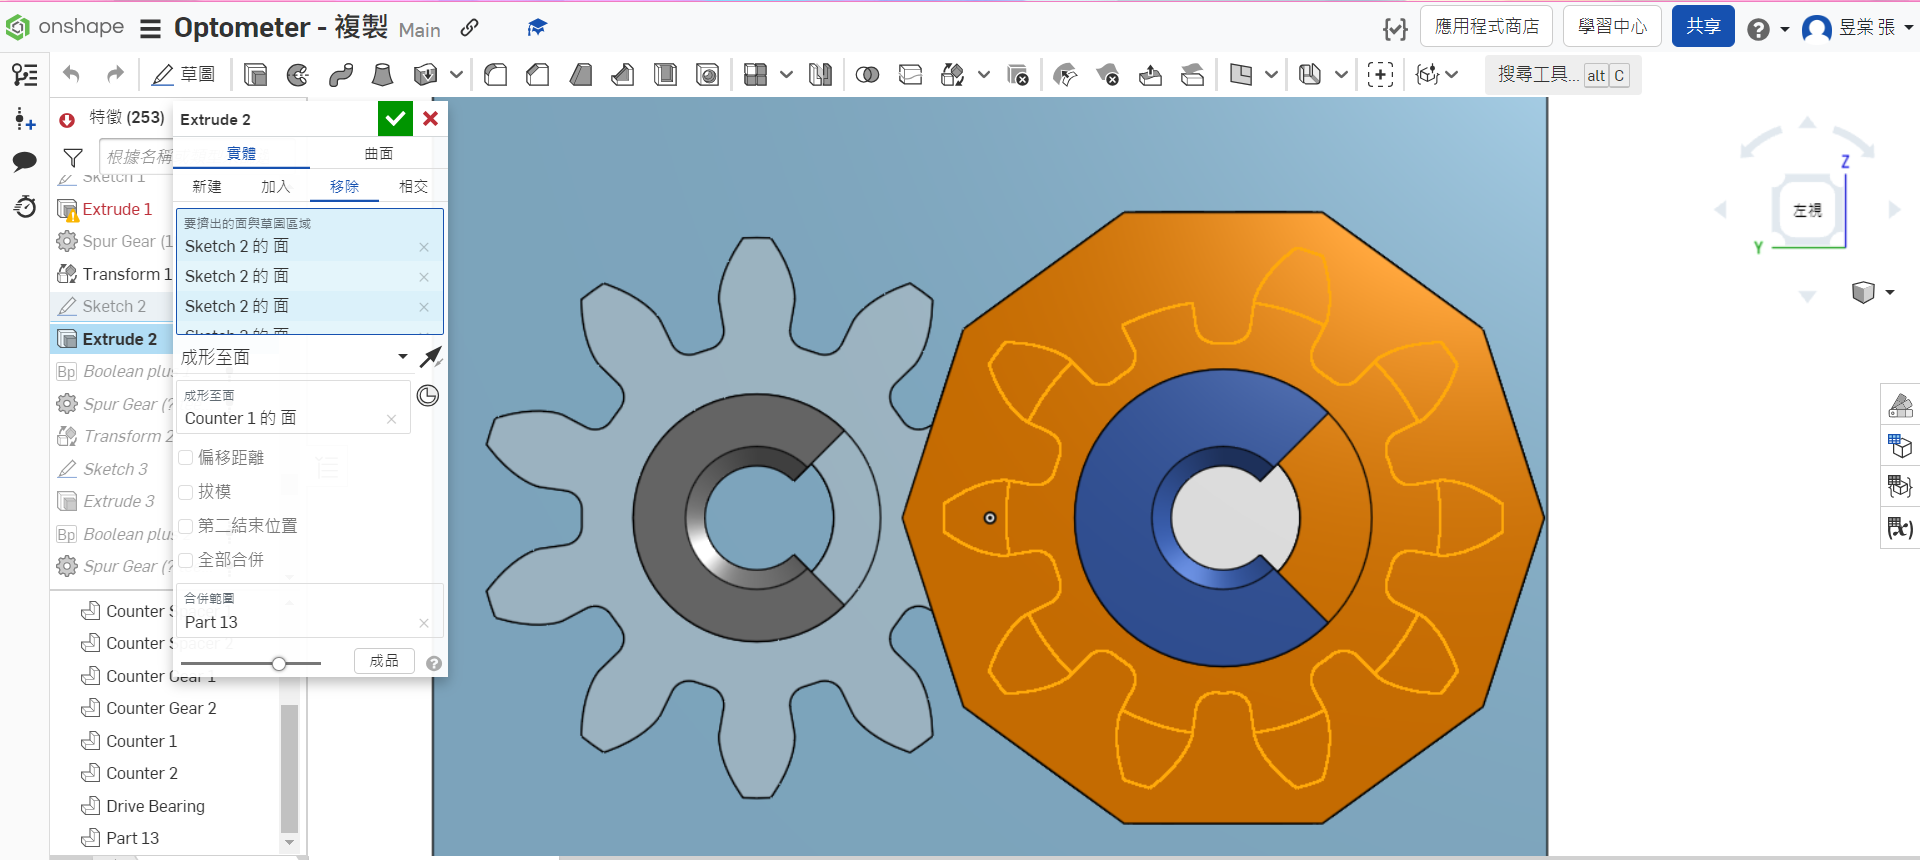 onshape
Optometer - 複製 Main
應用程式商店
學習中心
共享
昱棠 張
草圖
搜尋工具... alt C
特徵 (253)
根據名稱
Sketch 1
Extrude 1
Spur Gear (1
Transform 1
Sketch 2
Extrude 2
Bp Boolean plus
Spur Gear (?
Transform 2
Sketch 3
Extrude 3
Bp Boolean plus
Spur Gear (?
Counter Spacer 1
Counter Spacer 2
Counter Gear 1
Counter Gear 2
Counter 1
Counter 2
Drive Bearing
Part 13
Extrude 2
實體
曲面
新建
加入
移除
相交
要擠出的面與草圖區域
Sketch 2 的 面
Sketch 2 的 面
Sketch 2 的 面
Sketch 2 的 面
成形至面
成形至面
Counter 1 的 面
偏移距離
拔模
第二結束位置
全部合併
合併範圍
Part 13
成品
Z
左視
Y